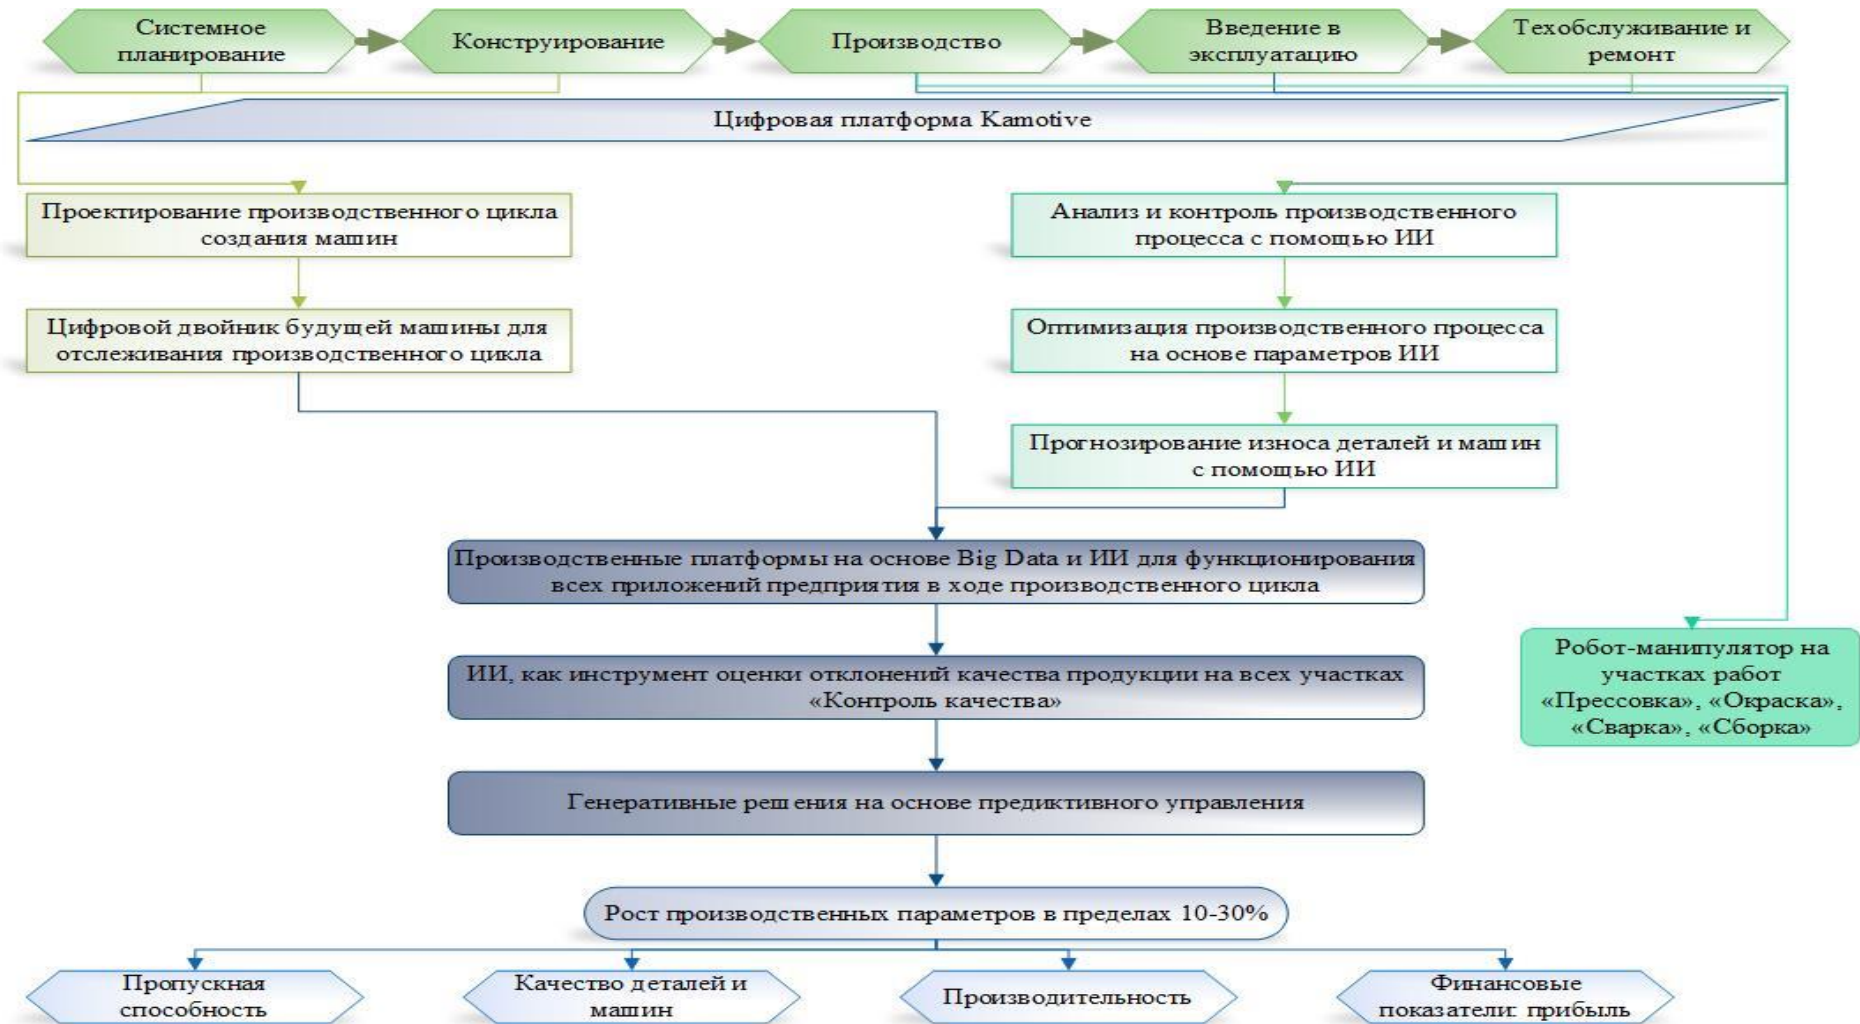 Системное
планирование
Конструирование
Производство
Введение в
эксплуатацию
Техобслуживание и
ремонт
Цифровая платформа Kamotive
Проектирование производственного цикла
создания машин
Анализ и контроль производственного
процесса с помощью ИИ
Цифровой двойник будущей машины для
отслеживания производственного цикла
Оптимизация производственного процесса
на основе параметров ИИ
Прогнозирование износа деталей и машин
с помощью ИИ
Производственные платформы на основе Big Data и ИИ для функционирования
всех приложений предприятия в ходе производственного цикла
ИИ, как инструмент оценки отклонений качества продукции на всех участках
«Контроль качества»
Робот-манипулятор на
участках работ
«Прессовка», «Окраска»,
«Сварка», «Сборка»
Генеративные решения на основе предиктивного управления
Рост производственных параметров в пределах 10-30%
Пропускная
способность
Качество деталей и
машин
Производительность
Финансовые
показатели: прибыль